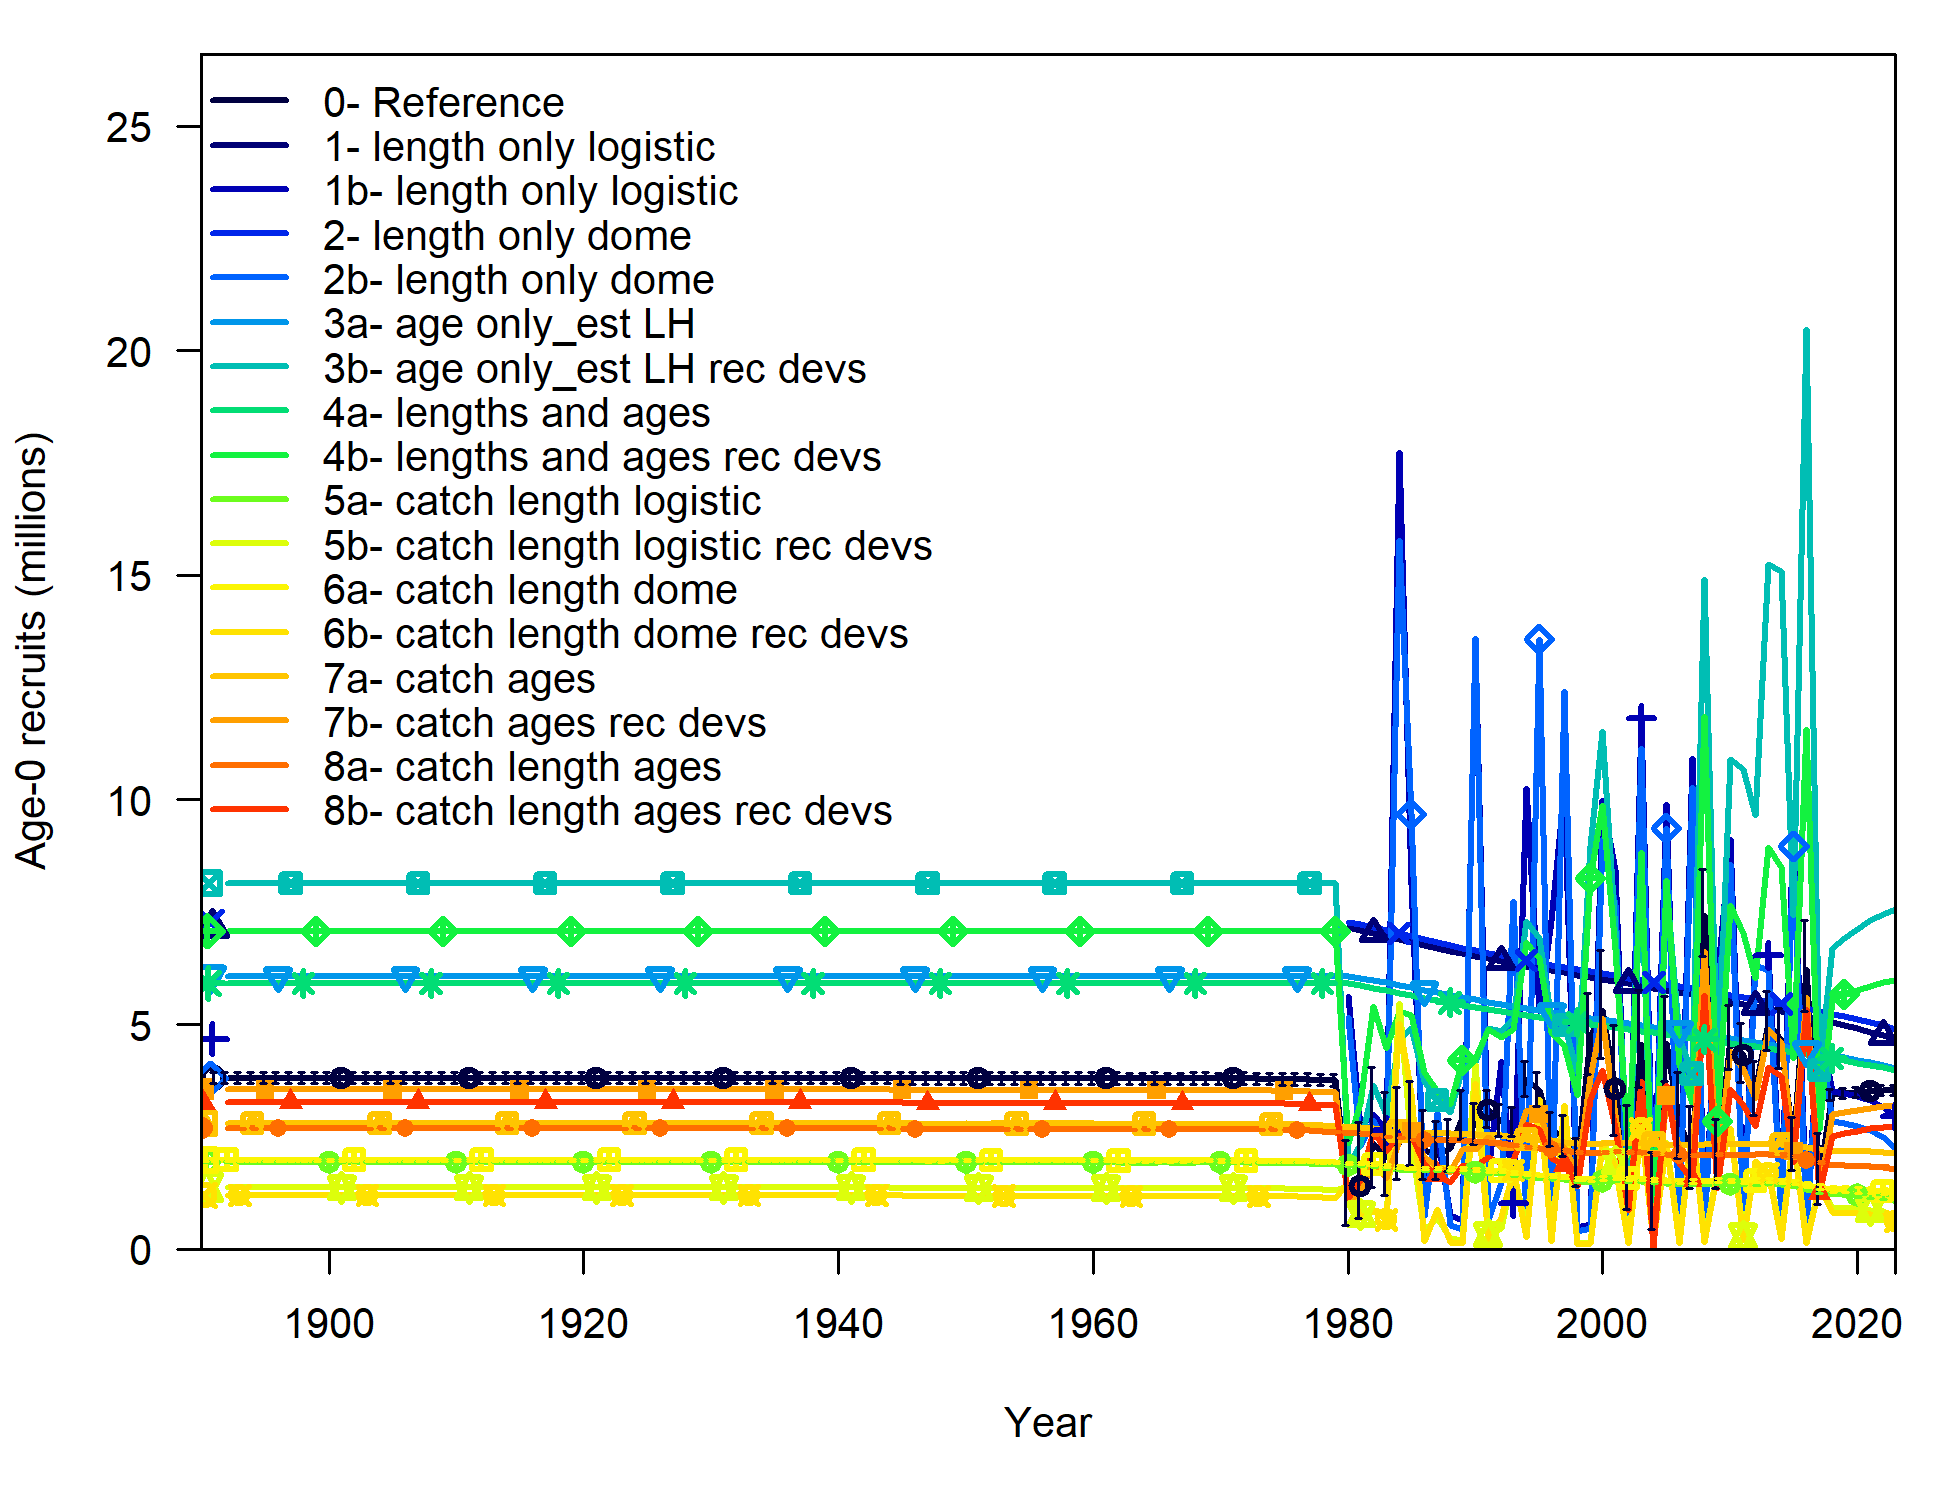 0- Reference
1- length only logistic
1b- length only logistic
2- length only dome
2b- length only dome
3a- age only_est LH
3b- age only_est LH rec devs
4a- lengths and ages
4b- lengths and ages rec devs
5a- catch length logistic
5b- catch length logistic rec devs
6a- catch length dome
6b- catch length dome rec devs
7a- catch ages
7b- catch ages rec devs
8a- catch length ages
8b- catch length ages rec devs
Age-0 recruits (millions)
25
20
15
10
5
0
1900 1920 1940 1960 1980 2000 2020
Year